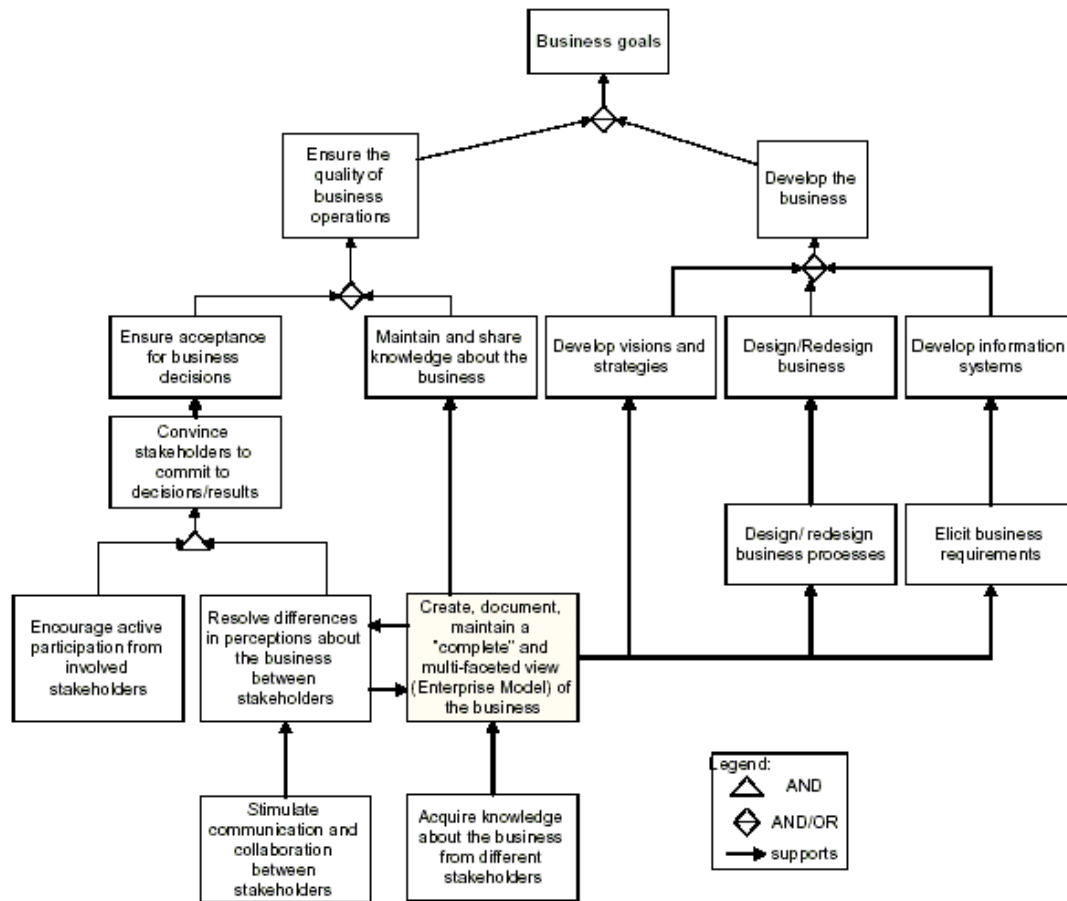 Business goals
Ensure the
quality of
business
operations
Develop the
business
Ensure acceptance
for business
decisions
Maintain and share
knowledge about the
business
Develop visions and
strategies
Design/Redesign
business
Develop information
systems
Convince
stakeholders to
commit to
decisions/results
Design/ redesign
business processes
Elicit business
requirements
Encourage active
participation from
involved
stakeholders
Resolve differences
in perceptions about
the business
between
stakeholders
Create, document,
maintain a
"complete" and
multi-faceted view
(Enterprise Model) of
the business
Stimulate
communication and
collaboration
between
stakeholders
Acquire knowledge
about the business
from different
stakeholders
Legend:
AND
AND/OR
supports